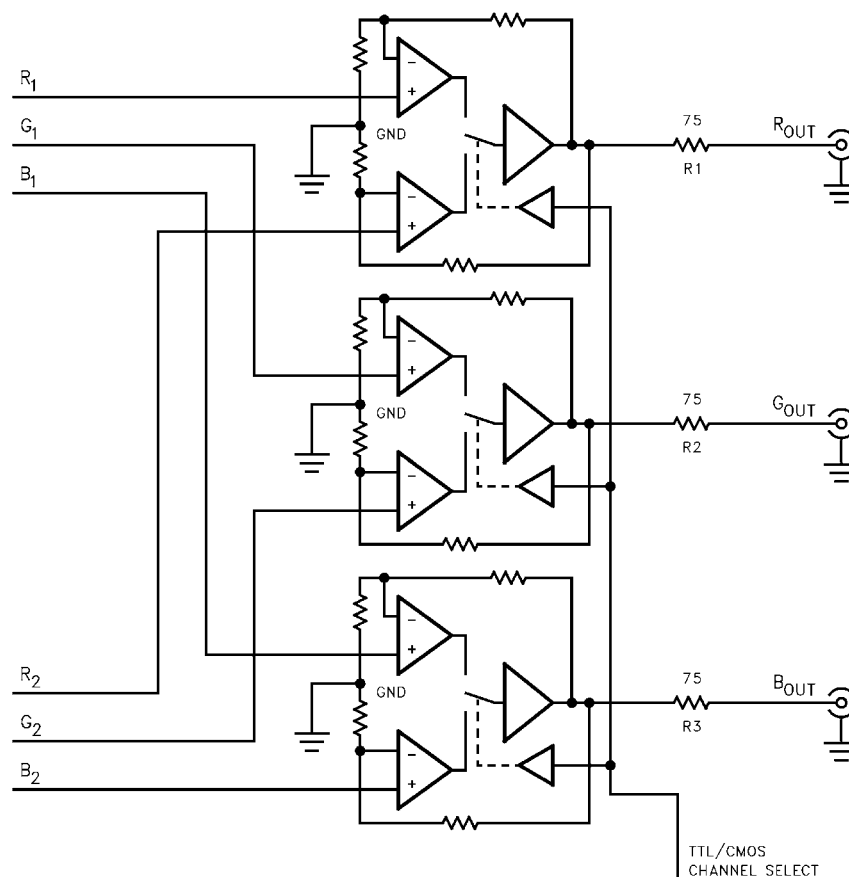 R1
G1
B1
R2
G2
B2
-
+
GND
-
+
75
R1
ROUT
-
+
GND
-
+
75
R2
GOUT
-
+
GND
-
+
75
R3
BOUT
TTL/CMOS
CHANNEL SELECT